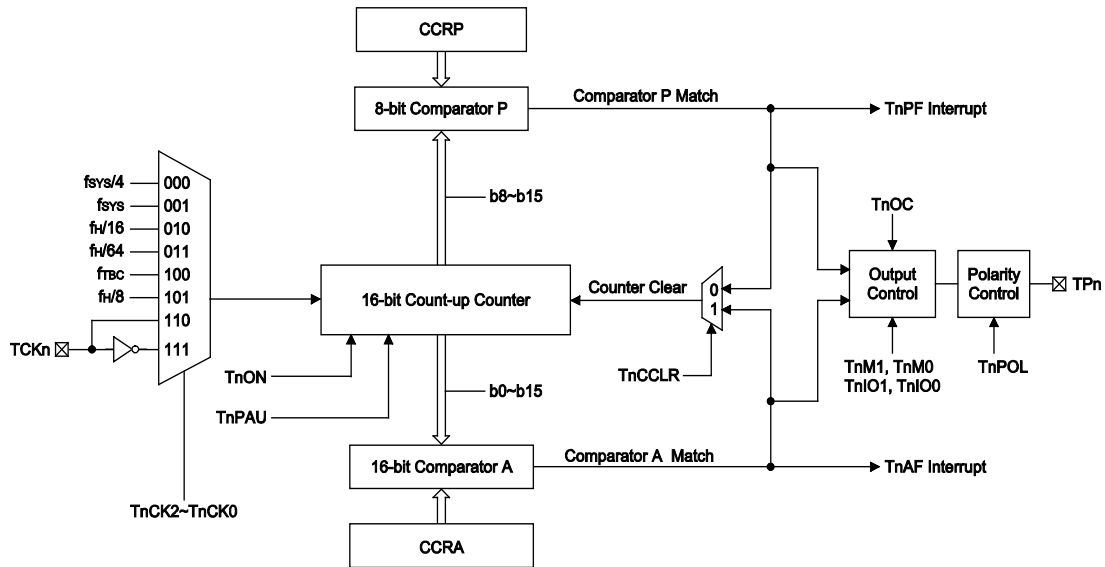 CCRP
8-bit Comparator P
Comparator P Match
TnPF Interrupt
b8~b15
fSYS/4
000
fSYS
001
fH/16
010
fH/64
011
fTBC
100
fH/8
101
110
TCKn
111
16-bit Count-up Counter
Counter Clear
0
1
TnOC
Output
Control
Polarity
Control
TPn
TnON
TnPAU
TnCCLR
TnM1, TnM0
TnIO1, TnIO0
TnPOL
b0~b15
16-bit Comparator A
Comparator A Match
TnAF Interrupt
TnCK2~TnCK0
CCRA